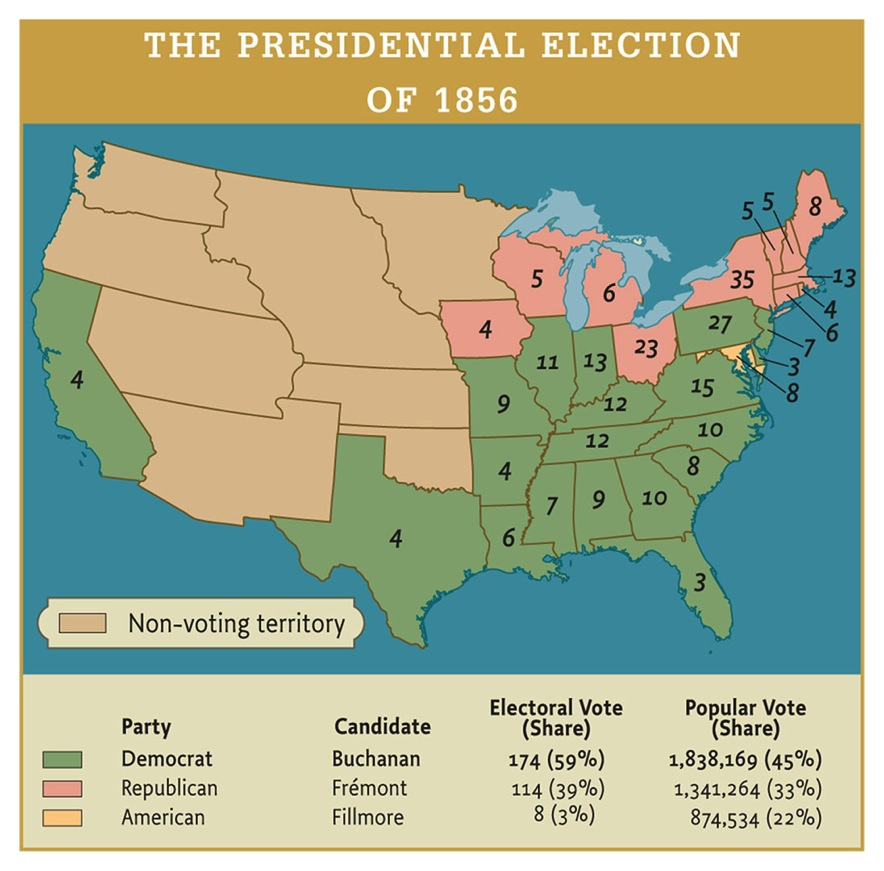 THE PRESIDENTIAL ELECTION
OF 1856
5 5 8
5 6 35 13
4 4
27 6
4 11 13 23 7
3
9 12 15 8
12 10
4 8
7 9 10
4 6
3
Non-voting territory
Party Candidate Electoral Vote (Share) Popular Vote (Share)
Democrat Buchanan 174 (59%) 1,838,169 (45%)
Republican Frémont 114 (39%) 1,341,264 (33%)
American Fillmore 8 (3%) 874,534 (22%)